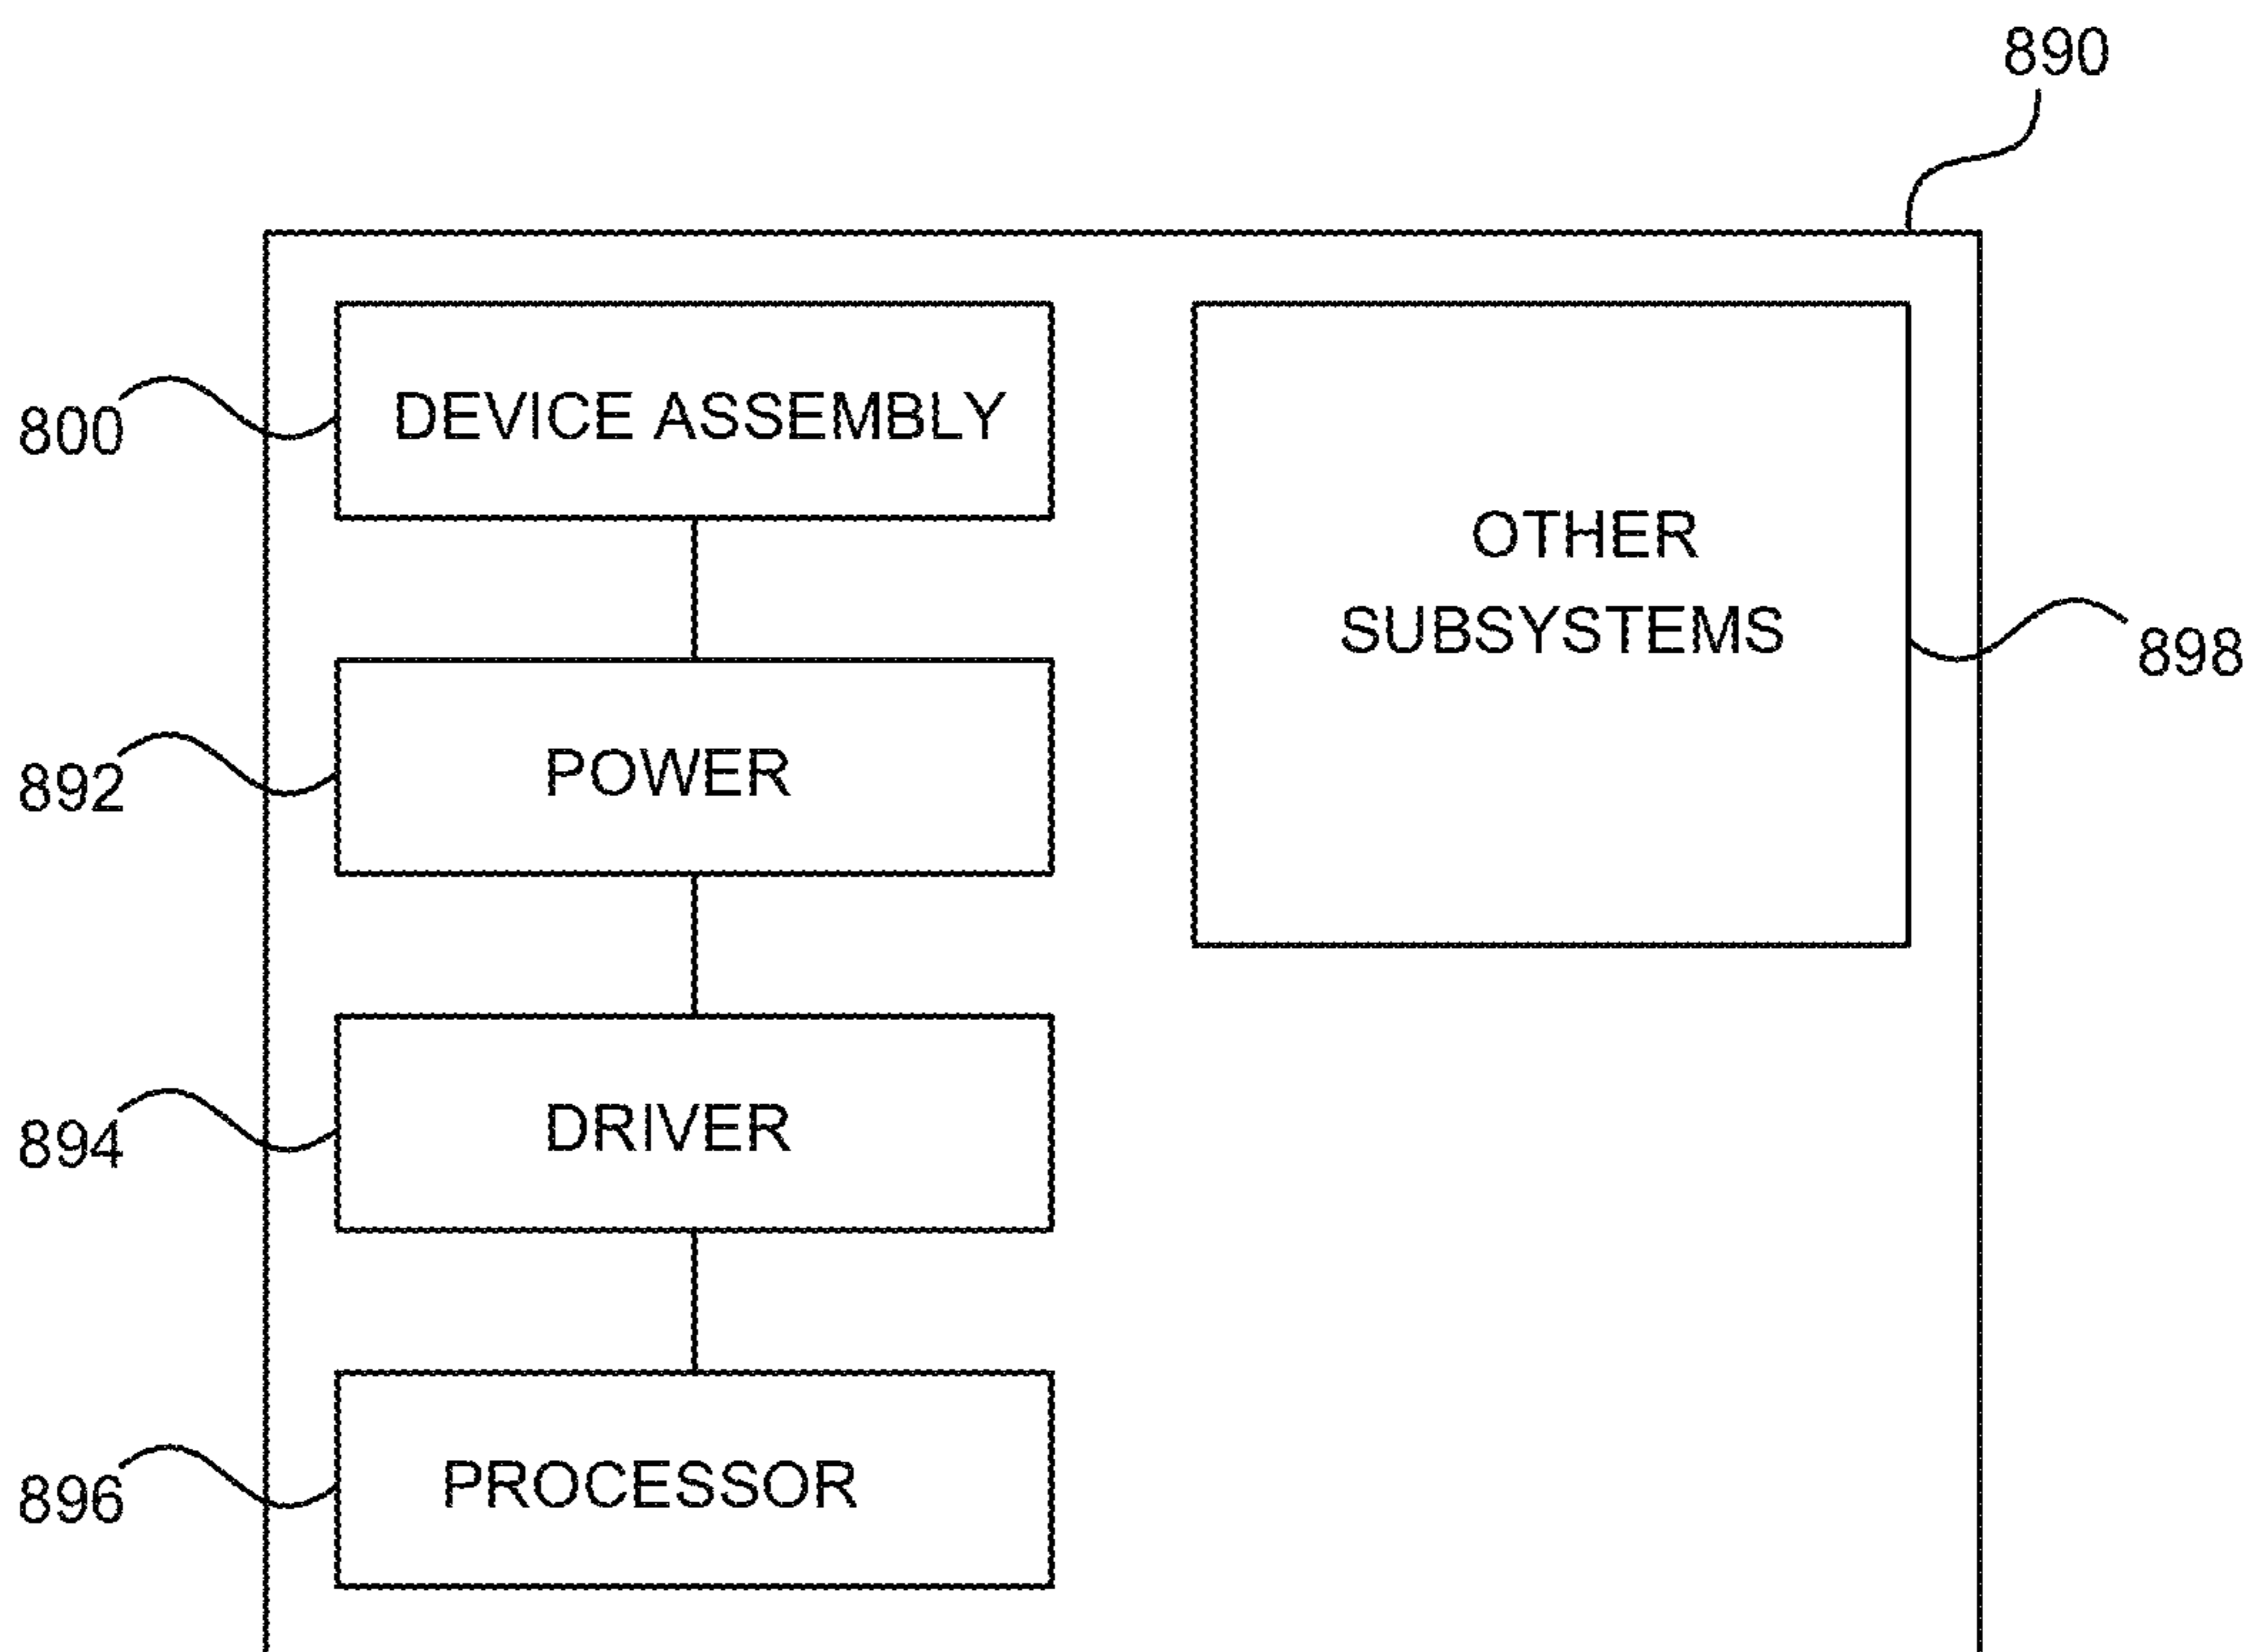 890
800
DEVICE ASSEMBLY
OTHER
SUBSYSTEMS
898
892
POWER
894
DRIVER
896
PROCESSOR